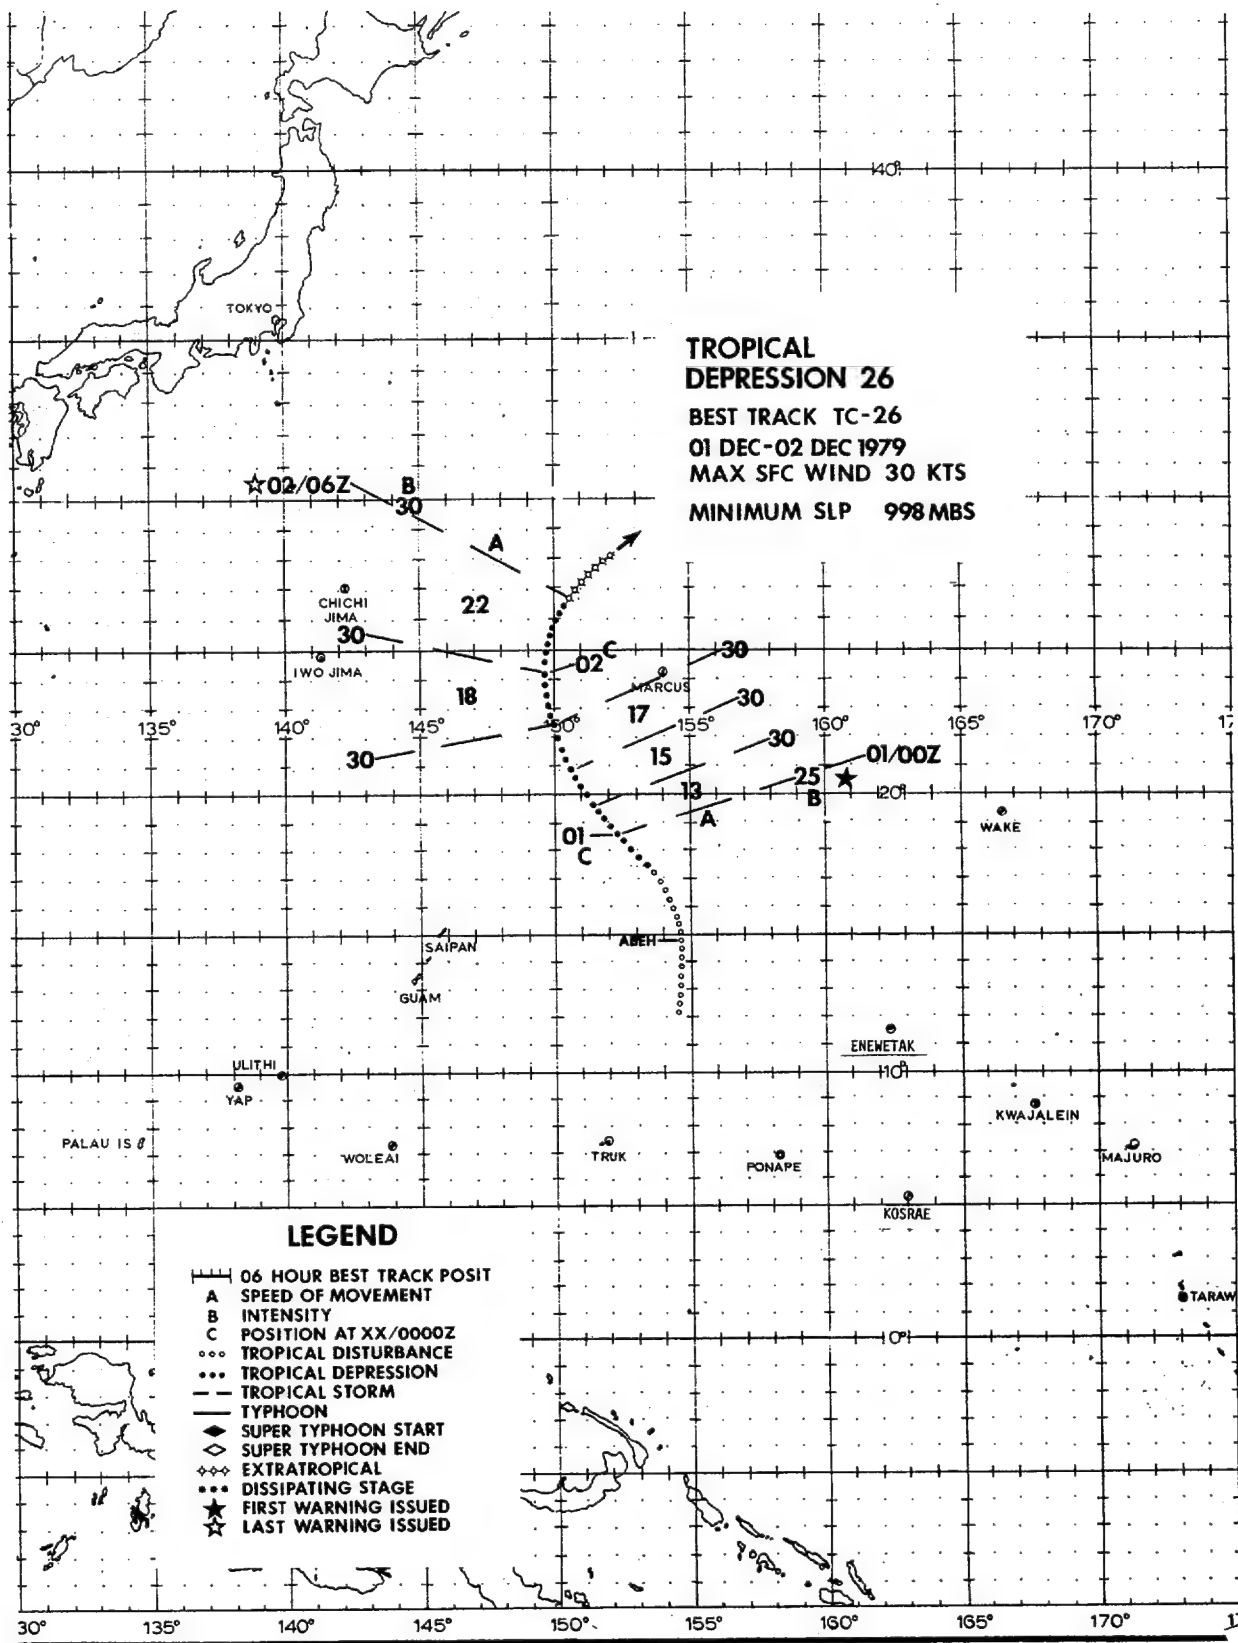 40°
TOKYO
TROPICAL
DEPRESSION 26
BEST TRACK TC-26
01 DEC-02 DEC 1979
MAX SFC WIND 30 KTS
MINIMUM SLP 998 MBS
02/06Z
B
30
A
CHICHI
JIMA
22
30
IWO JIMA
C
02
30
MARCUS
18
17
30
30° 135° 140° 145° 155° 160° 165° 170°
30
15
30
01/00Z
25
13
B
20°
A
WAKE
01
C
ABEH
SAIPAN
GUAM
ENEWETAK
ULITHI
10°
YAP
KWAJALEIN
PALAU IS
WOLEAI
TRUK
PONAPE
MAJURO
KOSRAE
LEGEND
06 HOUR BEST TRACK POSIT
A SPEED OF MOVEMENT
B INTENSITY
C POSITION AT XX/0000Z
TROPICAL DISTURBANCE
TROPICAL DEPRESSION
TROPICAL STORM
TYPHOON
SUPER TYPHOON START
SUPER TYPHOON END
EXTRATROPICAL
DISSIPATING STAGE
FIRST WARNING ISSUED
LAST WARNING ISSUED
TARAW
0°
30° 135° 140° 145° 150° 155° 160° 165° 170°